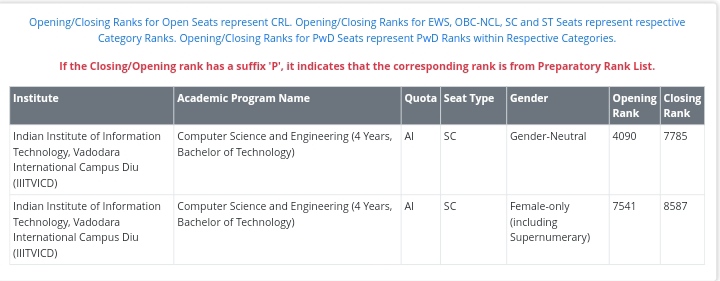 Opening/Closing Ranks for Open Seats represent CRL. Opening/Closing Ranks for EWS, OBC-NCL, SC and ST Seats represent respective
Category Ranks. Opening/Closing Ranks for PwD Seats represent PwD Ranks within Respective Categories.
If the Closing/Opening rank has a suffix 'P', it indicates that the corresponding rank is from Preparatory Rank List.
Institute Academic Program Name Quota Seat Type Gender Opening Closing
Rank Rank
Indian Institute of Information Computer Science and Engineering (4 Years, AI SC Gender-Neutral 4090 7785
Technology, Vadodara Bachelor of Technology)
International Campus Diu
(IIITVICD)
Indian Institute of Information Computer Science and Engineering (4 Years, AI SC Female-only 7541 8587
Technology, Vadodara Bachelor of Technology) (including
International Campus Diu Supernumerary)
(IIITVICD)